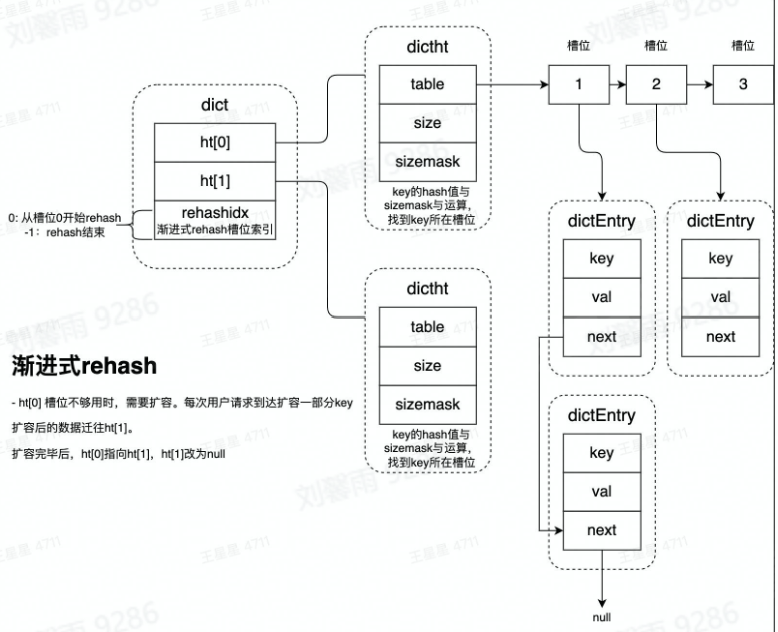 dict
ht[0]
ht[1]
rehashidx
渐进式rehash槽位索引
0: 从槽位0开始rehash
-1：rehash结束
dictht
table
size
sizemask
key的hash值与
sizemask与运算，
找到key所在槽位
槽位
槽位
槽位
1
2
3
dictEntry
key
val
next
dictEntry
key
val
next
dictht
table
size
sizemask
key的hash值与
sizemask与运算，
找到key所在槽位
dictEntry
key
val
next
null
渐进式rehash
- ht[0] 槽位不够用时，需要扩容。每次用户请求到达扩容一部分key
扩容后的数据迁往ht[1]。
扩容完毕后，ht[0]指向ht[1]，ht[1]改为null
刘馨雨 9286
王星星 4711